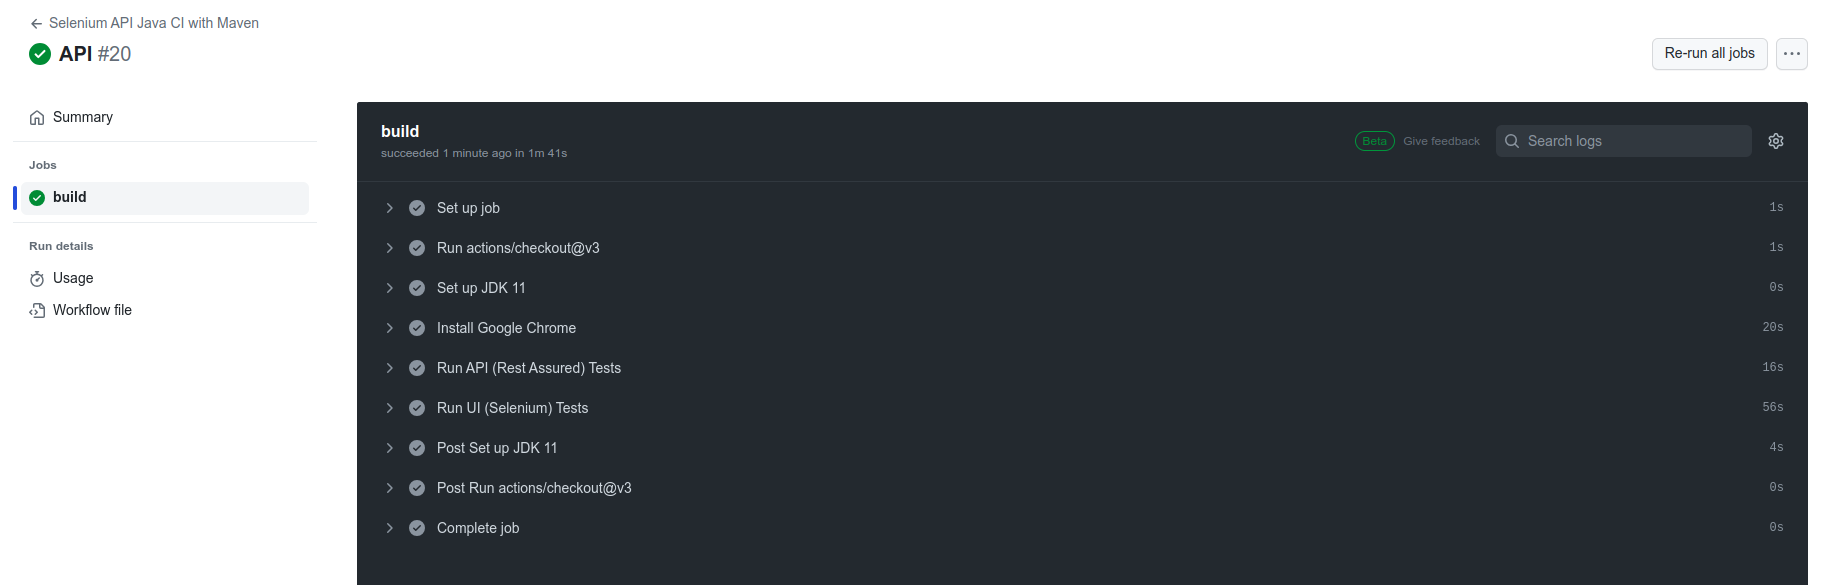 Selenium API Java CI with Maven
API #20
Re-run all jobs
Summary
Jobs
build
Run details
Usage
Workflow file
build
succeeded 1 minute ago in 1m 41s
Beta
Give feedback
Search logs
Set up job 1s
Run actions/checkout@v3 1s
Set up JDK 11 0s
Install Google Chrome 20s
Run API (Rest Assured) Tests 16s
Run UI (Selenium) Tests 56s
Post Set up JDK 11 4s
Post Run actions/checkout@v3 0s
Complete job 0s